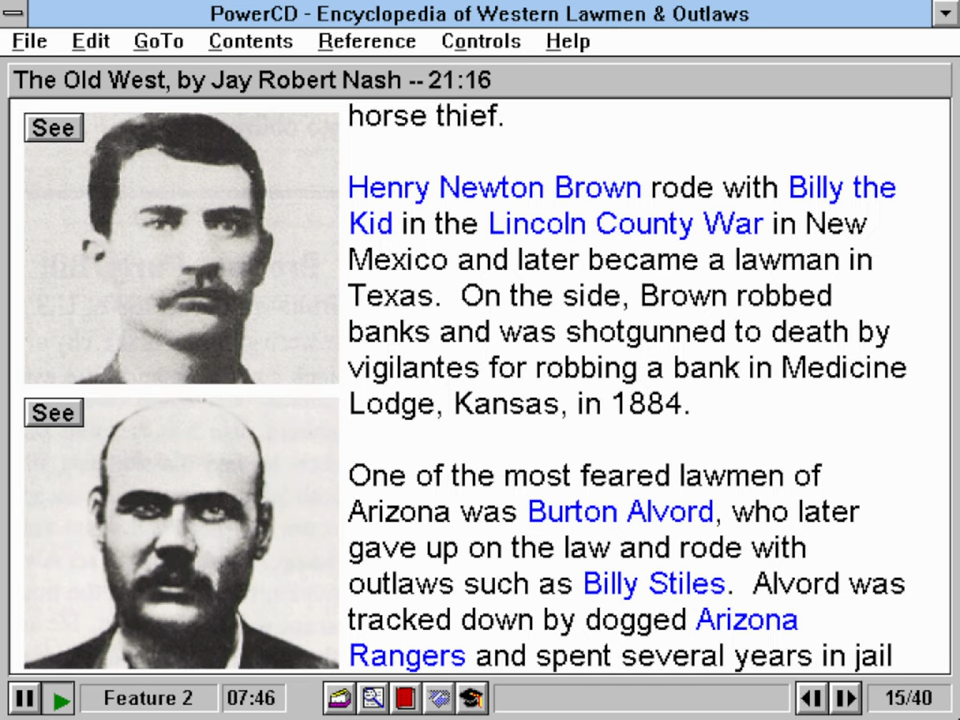 PowerCD - Encyclopedia of Western Lawmen & Outlaws
File Edit GoTo Contents Reference Controls Help
The Old West, by Jay Robert Nash -- 21:16
See
horse thief.
Henry Newton Brown rode with Billy the
Kid in the Lincoln County War in New
Mexico and later became a lawman in
Texas.  On the side, Brown robbed
banks and was shotgunned to death by
vigilantes for robbing a bank in Medicine
Lodge, Kansas, in 1884.
See
One of the most feared lawmen of
Arizona was Burton Alvord, who later
gave up on the law and rode with
outlaws such as Billy Stiles.  Alvord was
tracked down by dogged Arizona
Rangers and spent several years in jail
Feature 2 07:46 15/40